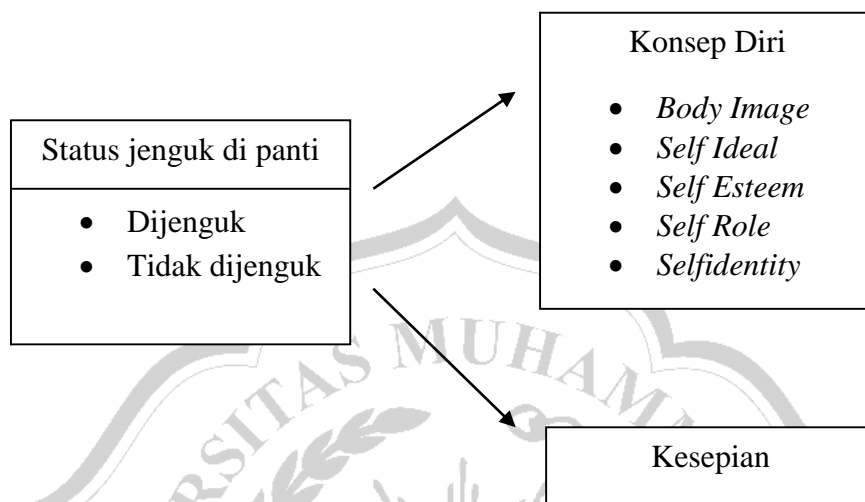 Konsep Diri
• Body Image
• Self Ideal
• Self Esteem
• Self Role
• Selfidentity
Status jenguk di panti
• Dijenguk
• Tidak dijenguk
Kesepian